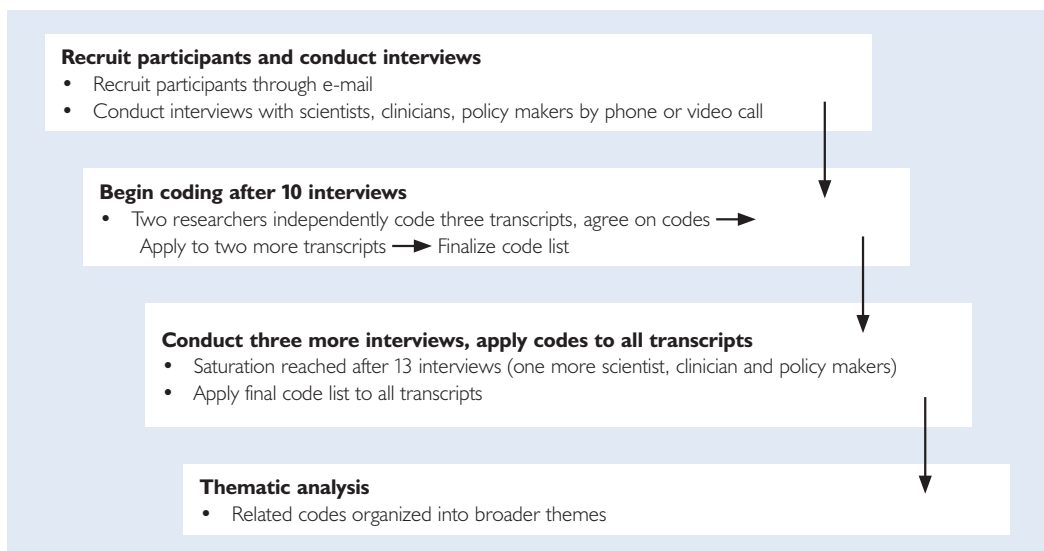 Recruit participants and conduct interviews
• Recruit participants through e-mail
• Conduct interviews with scientists, clinicians, policy makers by phone or video call
Begin coding after 10 interviews
• Two researchers independently code three transcripts, agree on codes →
Apply to two more transcripts → Finalize code list
Conduct three more interviews, apply codes to all transcripts
• Saturation reached after 13 interviews (one more scientist, clinician and policy makers)
• Apply final code list to all transcripts
Thematic analysis
• Related codes organized into broader themes